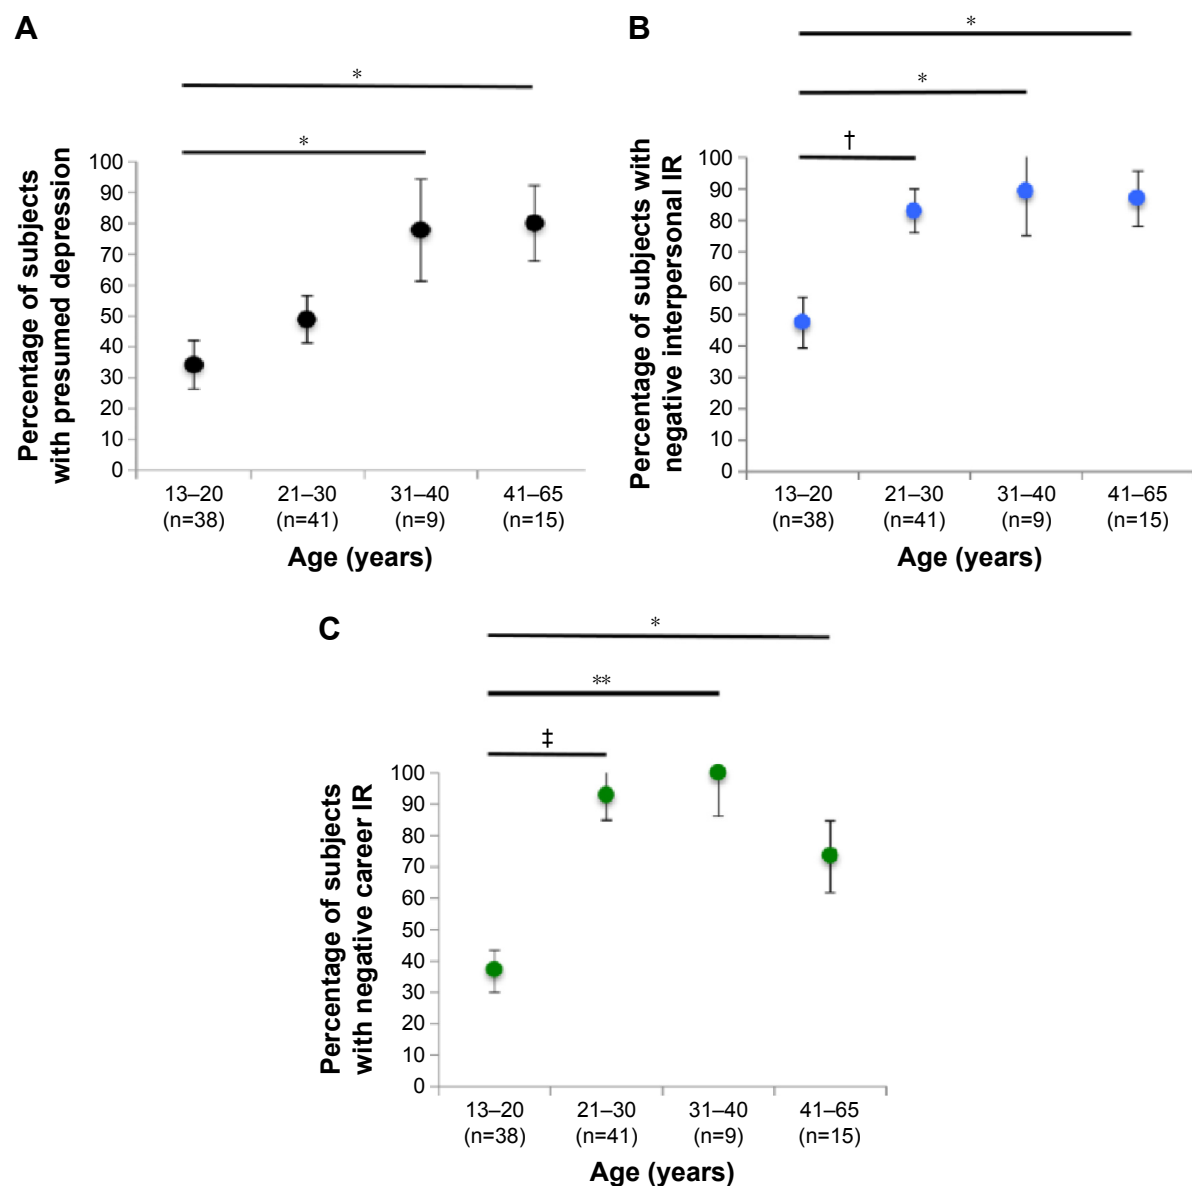 A
*
*
Percentage of subjects
with presumed depression
100
90
80
70
60
50
40
30
20
10
0
13–20
(n=38)
21–30
(n=41)
31–40
(n=9)
41–65
(n=15)
Age (years)
B
*
*
†
Percentage of subjects with
negative interpersonal IR
100
90
80
70
60
50
40
30
20
10
0
13–20
(n=38)
21–30
(n=41)
31–40
(n=9)
41–65
(n=15)
Age (years)
C
*
**
‡
Percentage of subjects
with negative career IR
100
90
80
70
60
50
40
30
20
10
0
13–20
(n=38)
21–30
(n=41)
31–40
(n=9)
41–65
(n=15)
Age (years)